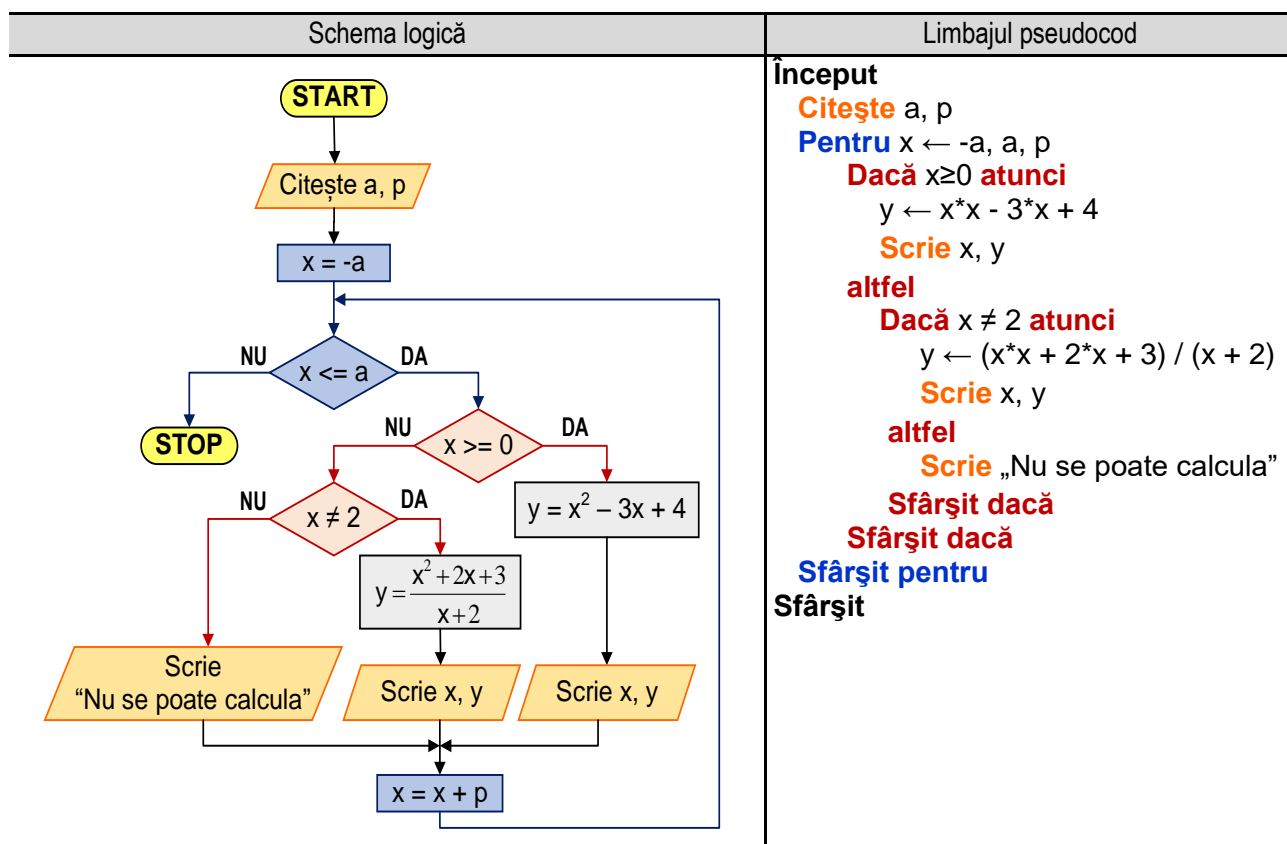 Schema logică
Limbajul pseudocod
START
Citește a, p
x = -a
x <= a
NU
DA
STOP
x >= 0
NU
DA
x ≠ 2
NU
DA
y = x² – 3x + 4
y = (x² + 2x + 3) / (x + 2)
Scrie
“Nu se poate calcula”
Scrie x, y
Scrie x, y
x = x + p
Început
Citeşte a, p
Pentru x ← -a, a, p
Dacă x≥0 atunci
y ← x*x - 3*x + 4
Scrie x, y
altfel
Dacă x ≠ 2 atunci
y ← (x*x + 2*x + 3) / (x + 2)
Scrie x, y
altfel
Scrie „Nu se poate calcula”
Sfârşit dacă
Sfârşit dacă
Sfârşit pentru
Sfârşit